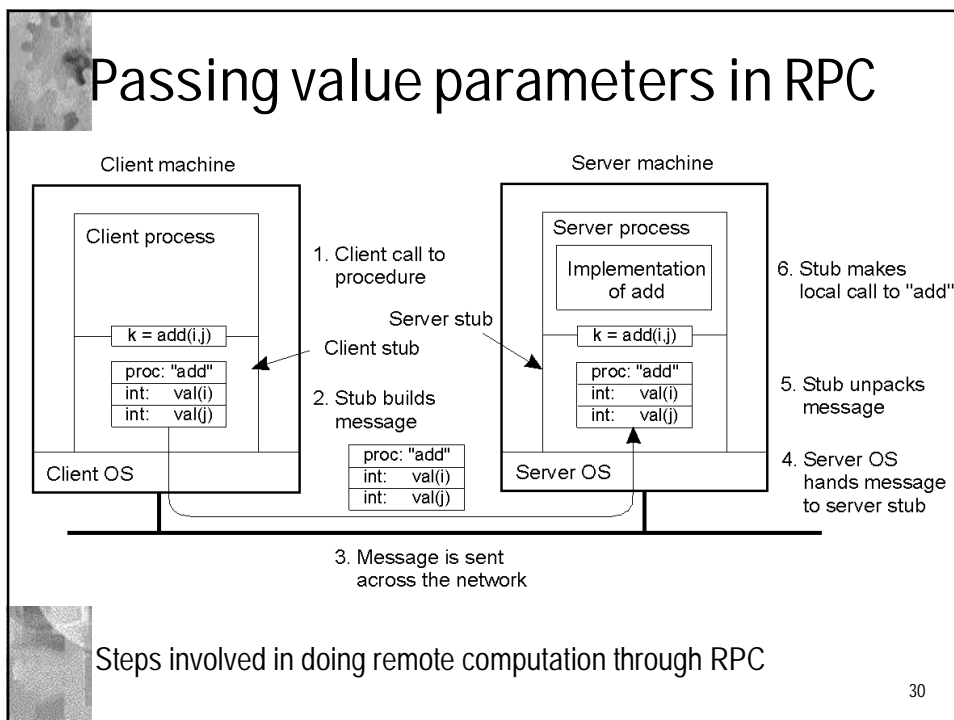 Passing value parameters in RPC
Client machine
Server machine
Client process
1. Client call to
procedure
Server process
Implementation
of add
6. Stub makes
local call to "add"
Server stub
k = add(i,j)
Client stub
k = add(i,j)
proc: "add"
int: val(i)
int: val(j)
2. Stub builds
message
proc: "add"
int: val(i)
int: val(j)
5. Stub unpacks
message
proc: "add"
int: val(i)
int: val(j)
Client OS
Server OS
4. Server OS
hands message
to server stub
3. Message is sent
across the network
Steps involved in doing remote computation through RPC
30